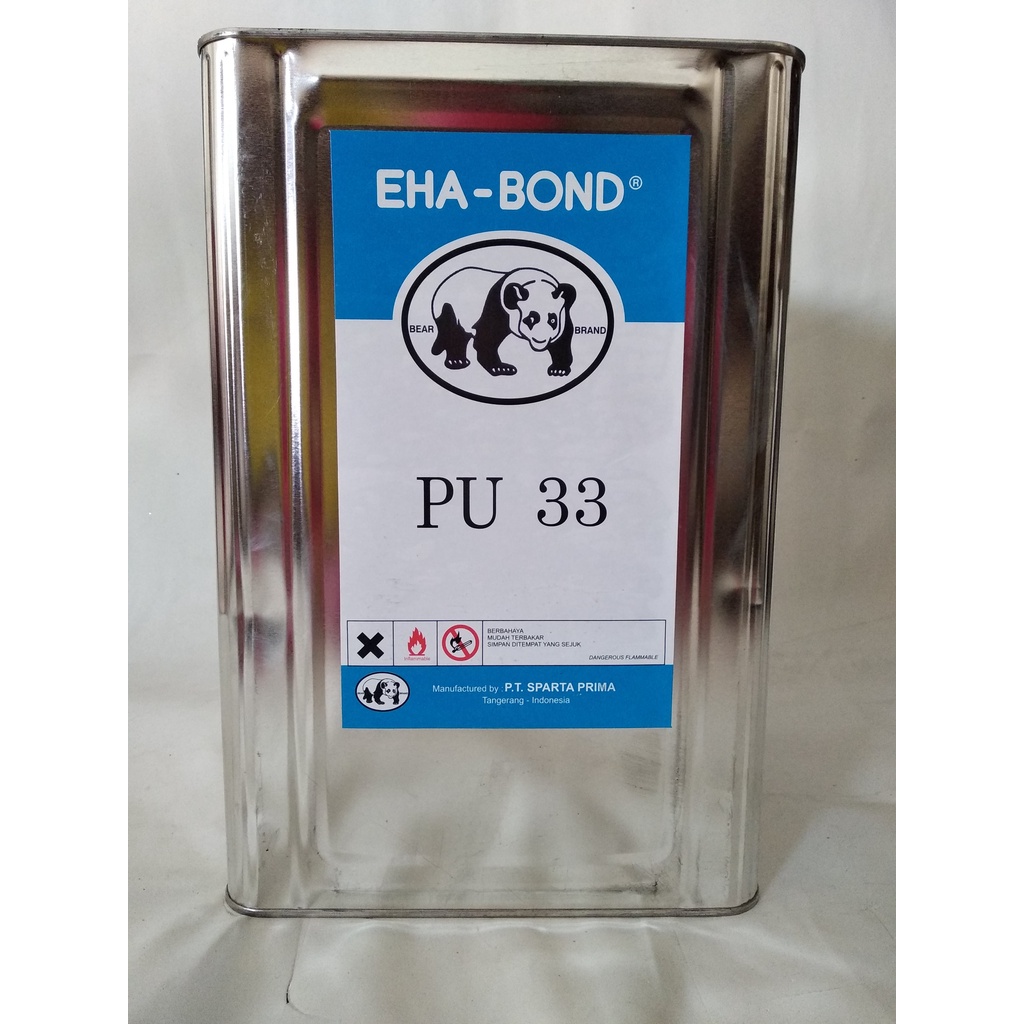 EHA-BOND®
BEAR BRAND
PU 33
inflammable
BERBAHAYA
MUDAH TERBAKAR
SIMPAN DITEMPAT YANG SEJUK
DANGEROUS FLAMMABLE
Manufactured by : P.T. SPARTA PRIMA
Tangerang - Indonesia